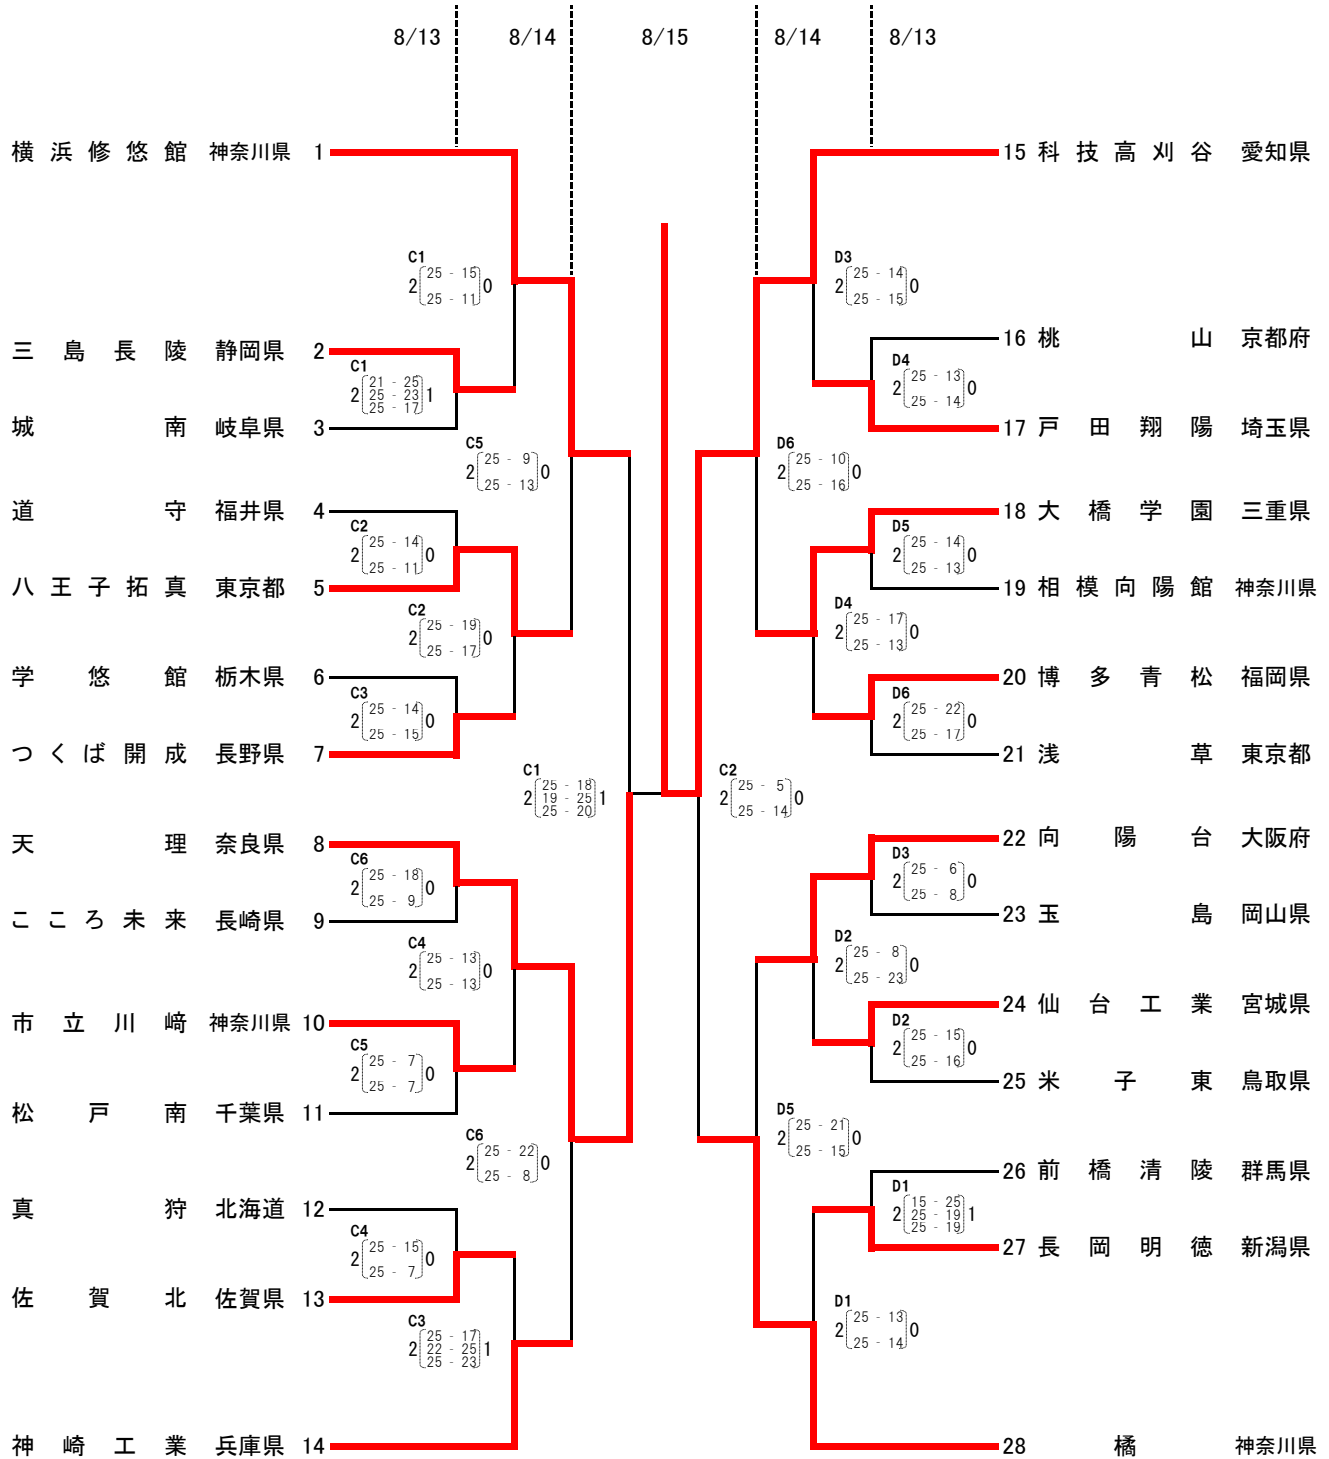 8/13 8/14 8/15 8/14 8/13
横浜修悠館 神奈川県 1
C1
2 25 - 15 0
25 - 11
三島長陵 静岡県 2
C1
21 - 25
2 25 - 23 1
25 - 17
城南 岐阜県 3
C5
2 25 - 9 0
25 - 13
道守 福井県 4
C2
2 25 - 14 0
25 - 11
八王子拓真 東京都 5
C2
2 25 - 19 0
25 - 17
学悠館 栃木県 6
C3
2 25 - 14 0
25 - 15
つくば開成 長野県 7
C1
25 - 18
2 19 - 25 1
25 - 20
天理 奈良県 8
C6
2 25 - 18 0
25 - 9
こころ未来 長崎県 9
C4
2 25 - 13 0
25 - 13
市立川﨑 神奈川県 10
C5
2 25 - 7 0
25 - 7
松戸南 千葉県 11
C6
2 25 - 22 0
25 - 8
真狩 北海道 12
C4
2 25 - 15 0
25 - 7
佐賀北 佐賀県 13
C3
25 - 17
2 22 - 25 1
25 - 23
神崎工業 兵庫県 14
15 科技高刈谷 愛知県
D3
2 25 - 14 0
25 - 15
16 桃山 京都府
D4
2 25 - 13 0
25 - 14
17 戸田翔陽 埼玉県
D6
2 25 - 10 0
25 - 16
18 大橋学園 三重県
D5
2 25 - 14 0
25 - 13
19 相模向陽館 神奈川県
D4
2 25 - 17 0
25 - 13
20 博多青松 福岡県
D6
2 25 - 22 0
25 - 17
21 浅草 東京都
C2
2 25 - 5 0
25 - 14
22 向陽台 大阪府
D3
2 25 - 6 0
25 - 8
23 玉島 岡山県
D2
2 25 - 8 0
25 - 23
24 仙台工業 宮城県
D2
2 25 - 15 0
25 - 16
25 米子東 鳥取県
D5
2 25 - 21 0
25 - 15
26 前橋清陵 群馬県
D1
15 - 25
2 25 - 19 1
25 - 19
27 長岡明徳 新潟県
D1
2 25 - 13 0
25 - 14
28 橘 神奈川県